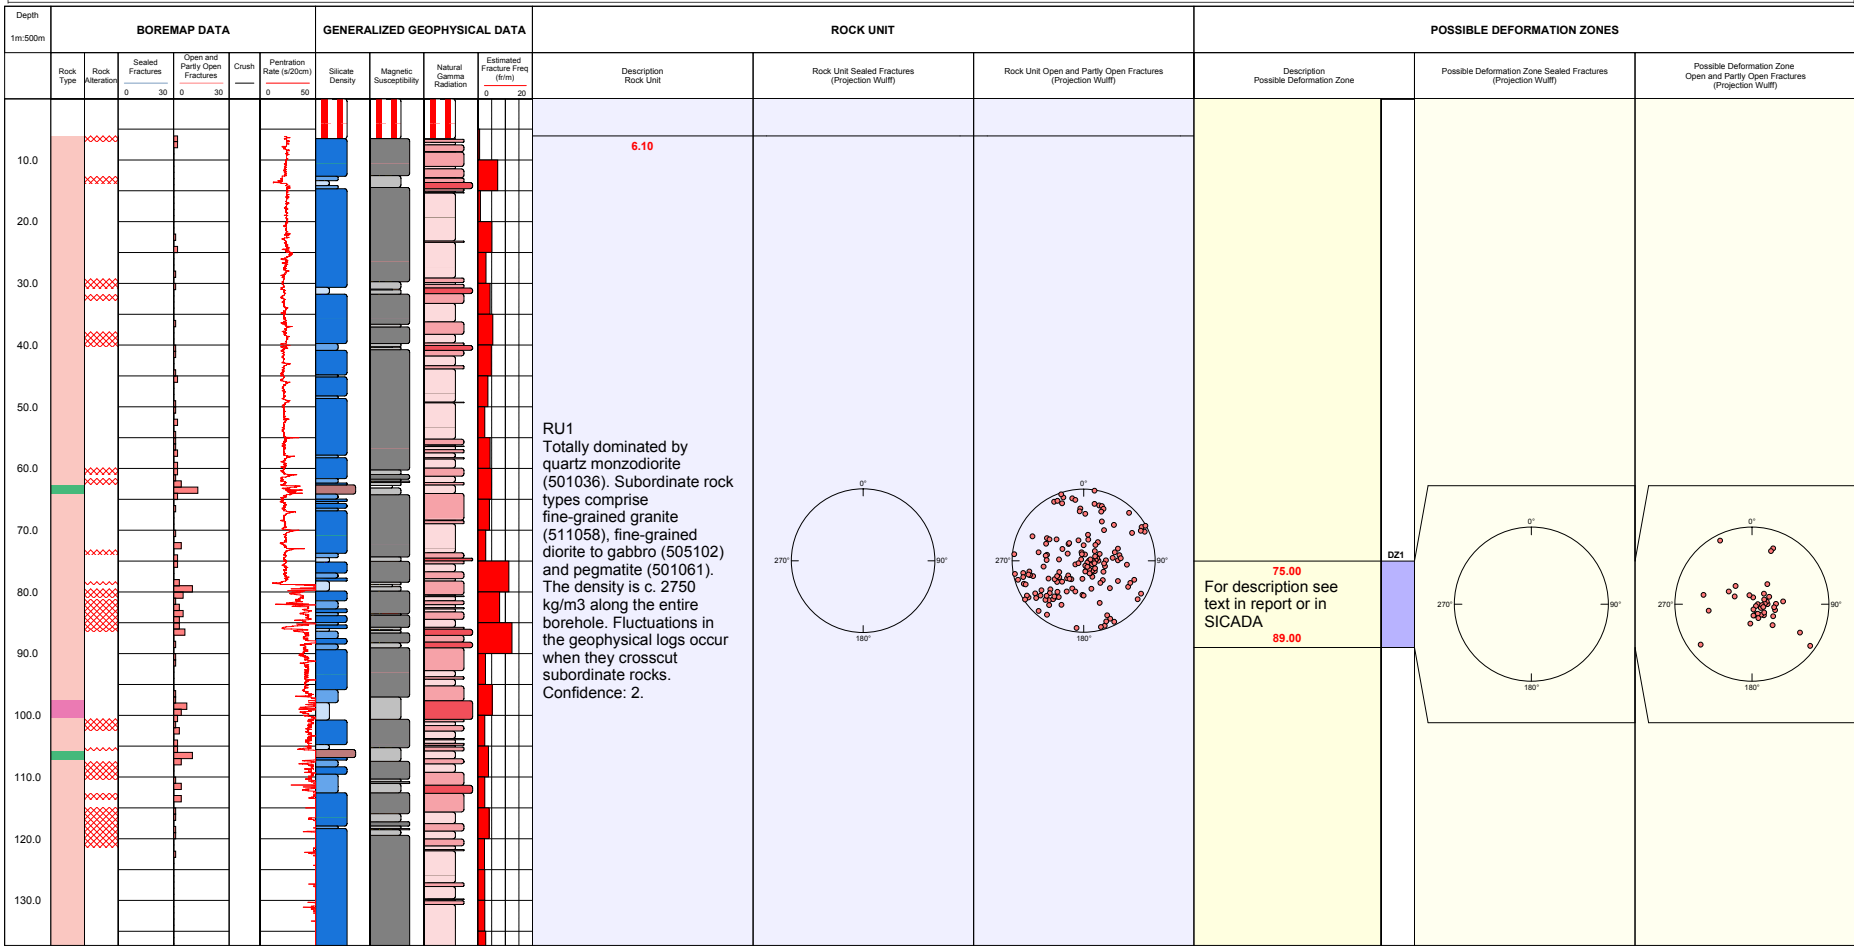 Depth
1m:500m
BOREMAP DATA
GENERALIZED GEOPHYSICAL DATA
ROCK UNIT
POSSIBLE DEFORMATION ZONES
Rock
Type
Rock
Alteration
Sealed
Fractures
0 30
Open and
Partly Open
Fractures
0 30
Crush
Pentration
Rate (s/20cm)
0 50
Silicate
Density
Magnetic
Susceptibility
Natural
Gamma
Radiation
Estimated
Fracture Freq
(fr/m)
0 20
Description
Rock Unit
Rock Unit Sealed Fractures
(Projection Wulff)
Rock Unit Open and Partly Open Fractures
(Projection Wulff)
Description
Possible Deformation Zone
Possible Deformation Zone Sealed Fractures
(Projection Wulff)
Possible Deformation Zone
Open and Partly Open Fractures
(Projection Wulff)
10.0
20.0
30.0
40.0
50.0
60.0
70.0
80.0
90.0
100.0
110.0
120.0
130.0
6.10
RU1
Totally dominated by
quartz monzodiorite
(501036). Subordinate rock
types comprise
fine-grained granite
(511058), fine-grained
diorite to gabbro (505102)
and pegmatite (501061).
The density is c. 2750
kg/m3 along the entire
borehole. Fluctuations in
the geophysical logs occur
when they crosscut
subordinate rocks.
Confidence: 2.
0°
270° 90°
180°
0°
270° 90°
180°
75.00
For description see
text in report or in
SICADA
89.00
DZ1
0°
270° 90°
180°
0°
270° 90°
180°